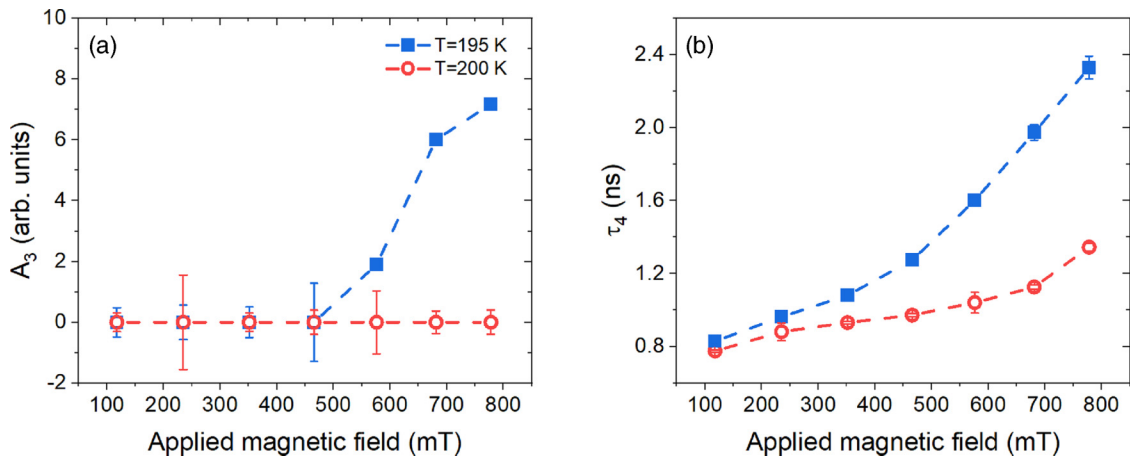 (a)
T=195 K
T=200 K
A3 (arb. units)
10
8
6
4
2
0
-2
100 200 300 400 500 600 700 800
Applied magnetic field (mT)
(b)
τ4 (ns)
2.4
2.0
1.6
1.2
0.8
100 200 300 400 500 600 700 800
Applied magnetic field (mT)